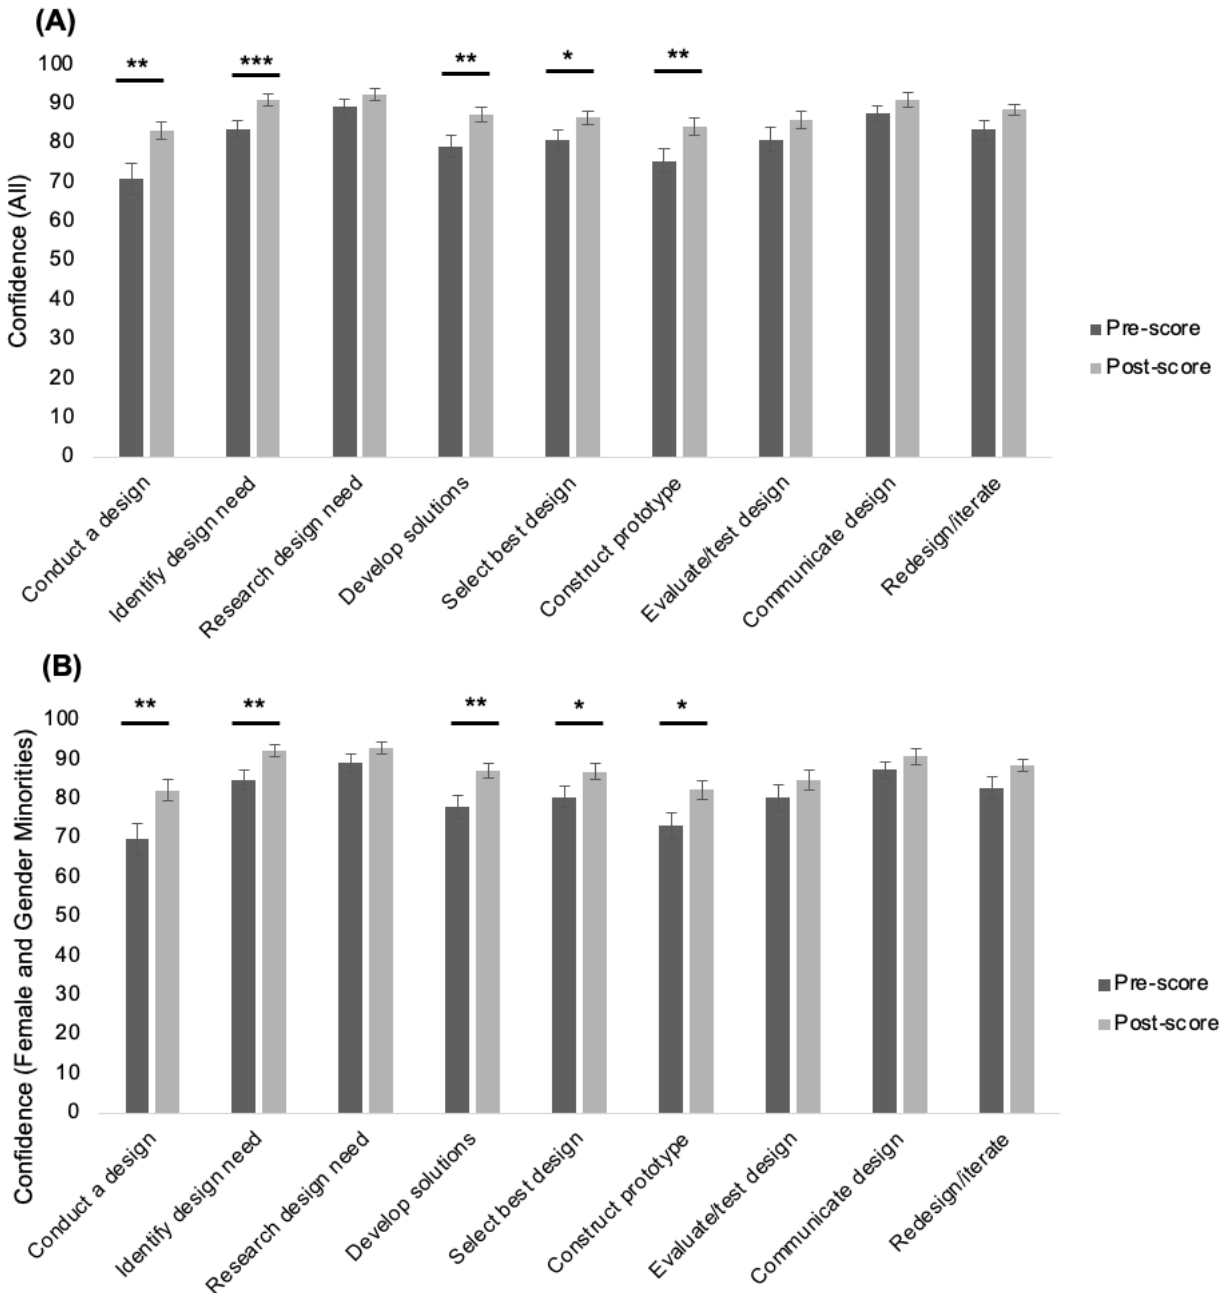 (A)
** *** ** * **
100
90
80
70
60
50
40
30
20
10
0
Confidence (All)
Pre-score
Post-score
Conduct a design
Identify design need
Research design need
Develop solutions
Select best design
Construct prototype
Evaluate/test design
Communicate design
Redesign/iterate
(B)
** ** ** * *
100
90
80
70
60
50
40
30
20
10
0
Confidence (Female and Gender Minorities)
Pre-score
Post-score
Conduct a design
Identify design need
Research design need
Develop solutions
Select best design
Construct prototype
Evaluate/test design
Communicate design
Redesign/iterate